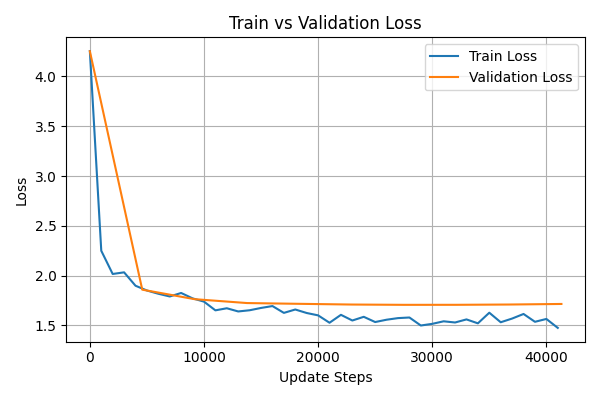 Train vs Validation Loss
Train Loss
Validation Loss
4.0
3.5
3.0
2.5
2.0
1.5
Loss
0
10000
20000
30000
40000
Update Steps